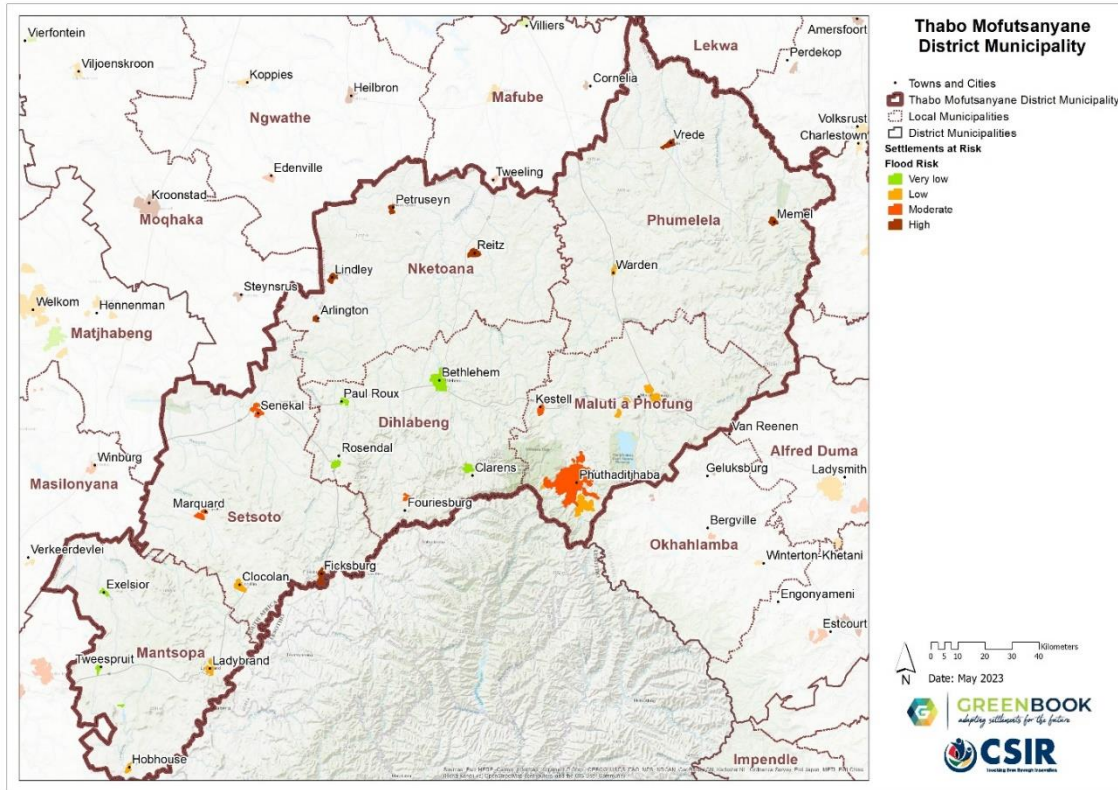 Thabo Mofutsanyane
District Municipality
Towns and Cities
Thabo Mofutsanyane District Municipality
Local Municipalities
District Municipalities
Settlements at Risk
Flood Risk
Very low
Low
Moderate
High
Vierfontein
Villiers
Lekwa
Amersfoort
Perdekop
Viljoenskroon
Koppies
Heilbron
Mafube
Cornelia
Ngwathe
Volksrust
Charlestown
Vrede
Edenville
Tweeling
Kroonstad
Moqhaka
Petruseyn
Phumelela
Memel
Reitz
Nketoana
Lindley
Warden
Steynsrus
Welkom
Hennenman
Arlington
Matjhabeng
Bethlehem
Paul Roux
Kestell
Maluti a Phofung
Senekal
Dihlabeng
Van Reenen
Rosendal
Alfred Duma
Winburg
Masilonyana
Clarens
Phuthaditjhaba
Geluksburg
Ladysmith
Marquard
Setsoto
Fouriesburg
Bergville
Okhahlamba
Verkeerdevlei
Ficksburg
Winterton-Khetani
Exelsior
Clocolan
Engonyameni
Estcourt
Mantsopa
Tweespruit
Ladybrand
Hobhouse
Impendle
Kilometers
0 5 10 20 30 40
N
Date: May 2023
GREENBOOK
adapting settlements for the future
CSIR
Touching lives through innovation